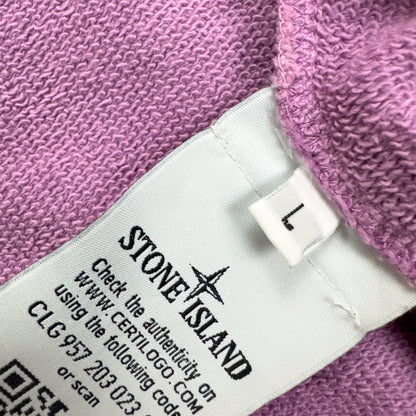 L
STONE ISLAND
Check the authenticity on
WWW.CERTILOGO.COM
using the following code
CLG 957 203 023
or scan